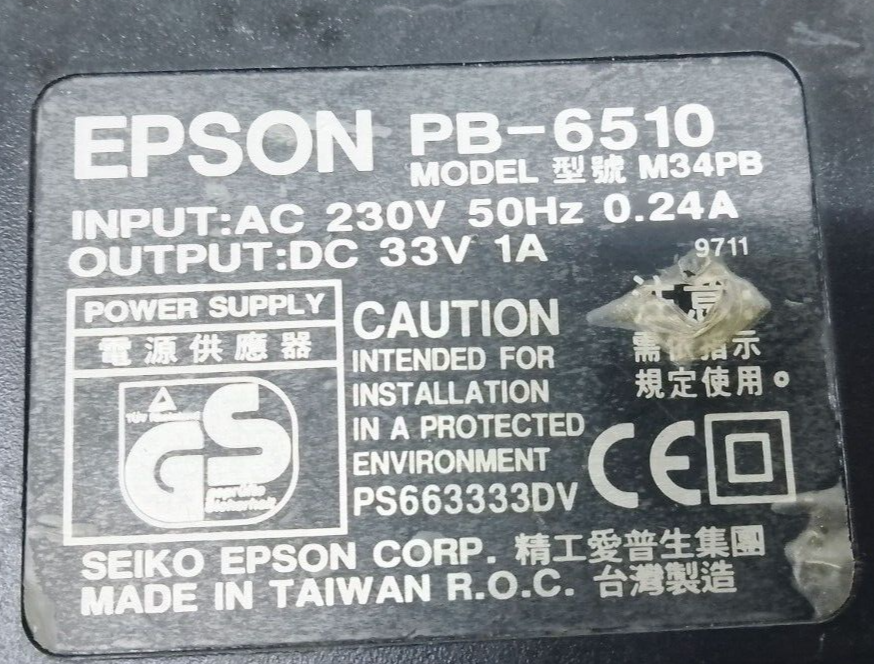 EPSON PB-6510
MODEL 型號 M34PB
INPUT:AC 230V 50Hz 0.24A
OUTPUT:DC 33V 1A
9711
POWER SUPPLY
電源供應器
GS
CAUTION
INTENDED FOR
INSTALLATION
IN A PROTECTED
ENVIRONMENT
PS663333DV
需依指示
規定使用。
CE
SEIKO EPSON CORP. 精工愛普生集團
MADE IN TAIWAN R.O.C. 台灣製造